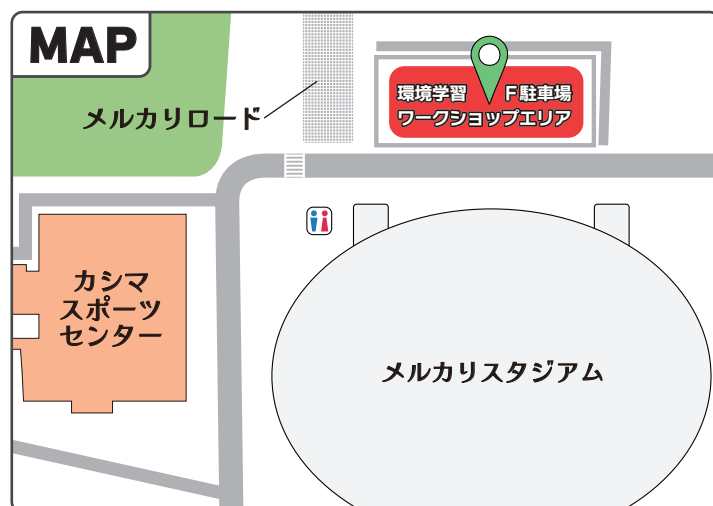 MAP
メルカリロード
環境学習 F駐車場
ワークショップエリア
カシマ
スポーツ
センター
メルカリスタジアム